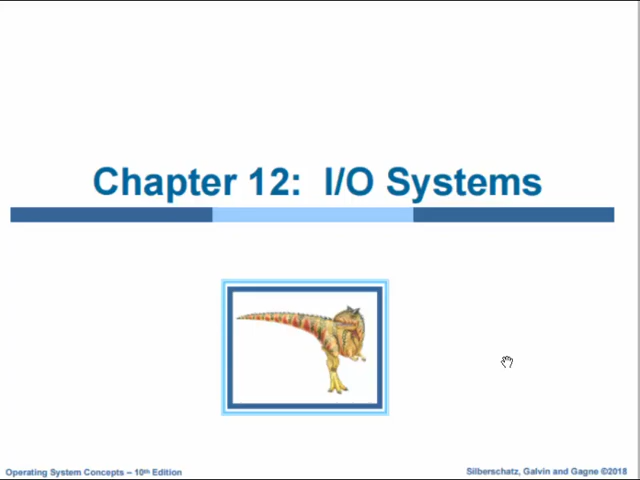 Chapter 12: I/O Systems
Operating System Concepts – 10th Edition
Silberschatz, Galvin and Gagne ©2018